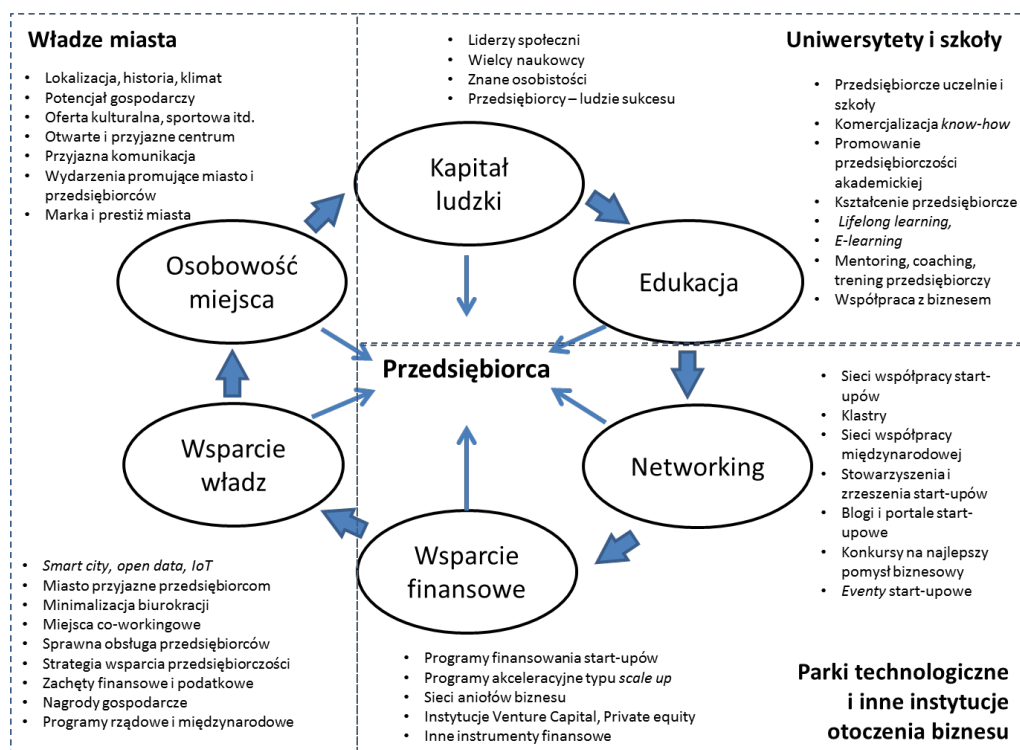 Władze miasta
• Lokalizacja, historia, klimat
• Potencjał gospodarczy
• Oferta kulturalna, sportowa itd.
• Otwarte i przyjazne centrum
• Przyjazna komunikacja
• Wydarzenia promujące miasto i
przedsiębiorców
• Marka i prestiż miasta
• Liderzy społeczni
• Wielcy naukowcy
• Znane osobistości
• Przedsiębiorcy – ludzie sukcesu
Uniwersytety i szkoły
• Przedsiębiorcze uczelnie i
szkoły
• Komercjalizacja know-how
• Promowanie
przedsiębiorczości
akademickiej
• Kształcenie przedsiębiorcze
• Lifelong learning,
• E-learning
• Mentoring, coaching,
trening przedsiębiorczy
• Współpraca z biznesem
Kapitał
ludzki
Osobowość
miejsca
Edukacja
Przedsiębiorca
Wsparcie
władz
Networking
Wsparcie
finansowe
• Sieci współpracy start-
upów
• Klastry
• Sieci współpracy
międzynarodowej
• Stowarzyszenia i
zrzeszenia start-upów
• Blogi i portale start-
upowe
• Konkursy na najlepszy
pomysł biznesowy
• Eventy start-upowe
• Smart city, open data, IoT
• Miasto przyjazne przedsiębiorcom
• Minimalizacja biurokracji
• Miejsca co-workingowe
• Sprawna obsługa przedsiębiorców
• Strategia wsparcia przedsiębiorczości
• Zachęty finansowe i podatkowe
• Nagrody gospodarcze
• Programy rządowe i międzynarodowe
• Programy finansowania start-upów
• Programy akceleracyjne typu scale up
• Sieci aniołów biznesu
• Instytucje Venture Capital, Private equity
• Inne instrumenty finansowe
Parki technologiczne
i inne instytucje
otoczenia biznesu